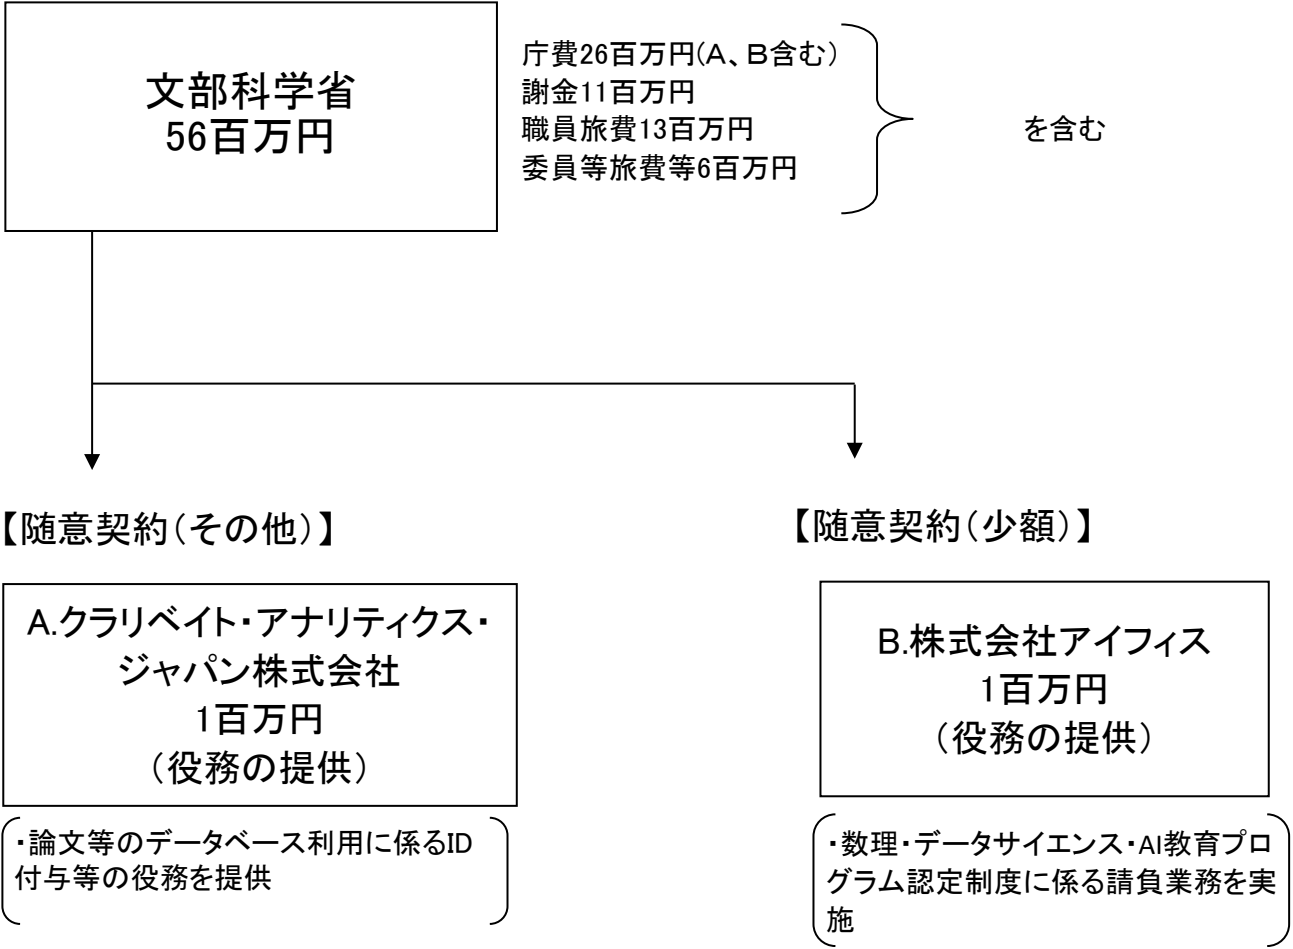 文部科学省
56百万円
庁費26百万円(A、B含む)
謝金11百万円
職員旅費13百万円
委員等旅費等6百万円
を含む
【随意契約(その他)】
【随意契約(少額)】
A.クラリベイト・アナリティクス・
ジャパン株式会社
1百万円
(役務の提供)
B.株式会社アイフィス
1百万円
(役務の提供)
・論文等のデータベース利用に係るID
付与等の役務を提供
・数理・データサイエンス・AI教育プロ
グラム認定制度に係る請負業務を実
施